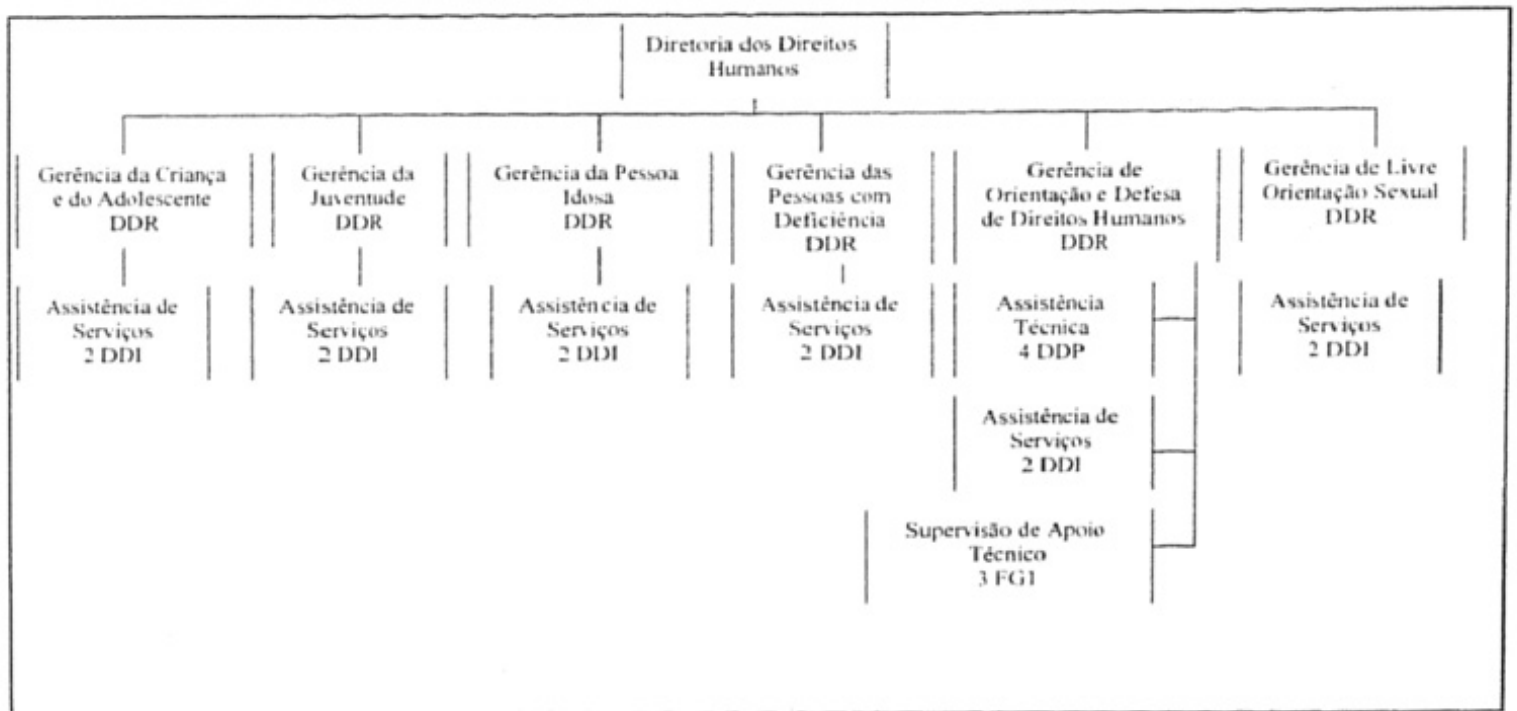 Diretoria dos Direitos
Humanos
Gerência da Criança
e do Adolescente
DDR
Gerência da
Juventude
DDR
Gerência da Pessoa
Idosa
DDR
Gerência das
Pessoas com
Deficiência
DDR
Gerência de
Orientação e Defesa
de Direitos Humanos
DDR
Gerência de Livre
Orientação Sexual
DDR
Assistência de
Serviços
2 DDI
Assistência de
Serviços
2 DDI
Assistência de
Serviços
2 DDI
Assistência de
Serviços
2 DDI
Assistência
Técnica
4 DDP
Assistência de
Serviços
2 DDI
Assistência de
Serviços
2 DDI
Supervisão de Apoio
Técnico
3 FG1